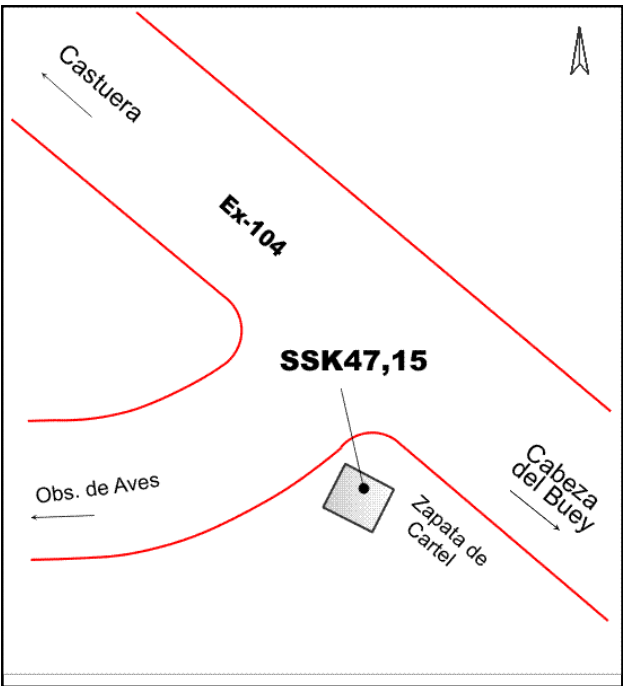 Castuera
Ex-104
SSK47,15
Cabeza
del Buey
Obs. de Aves
Zapata de
Cartel